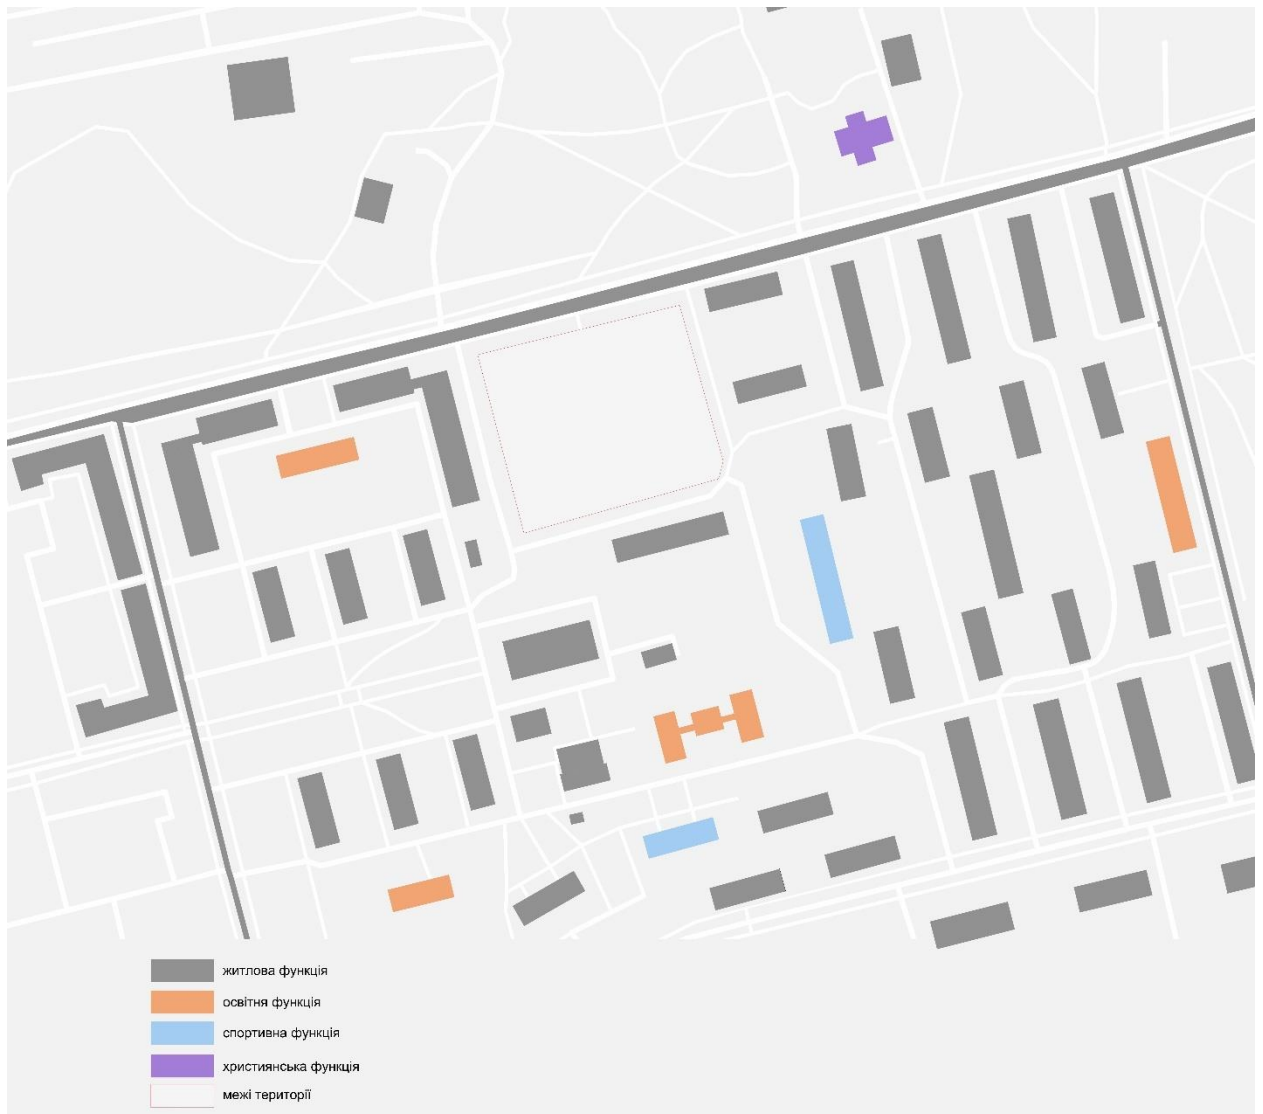 житлова функція
освітня функція
спортивна функція
християнська функція
межі території